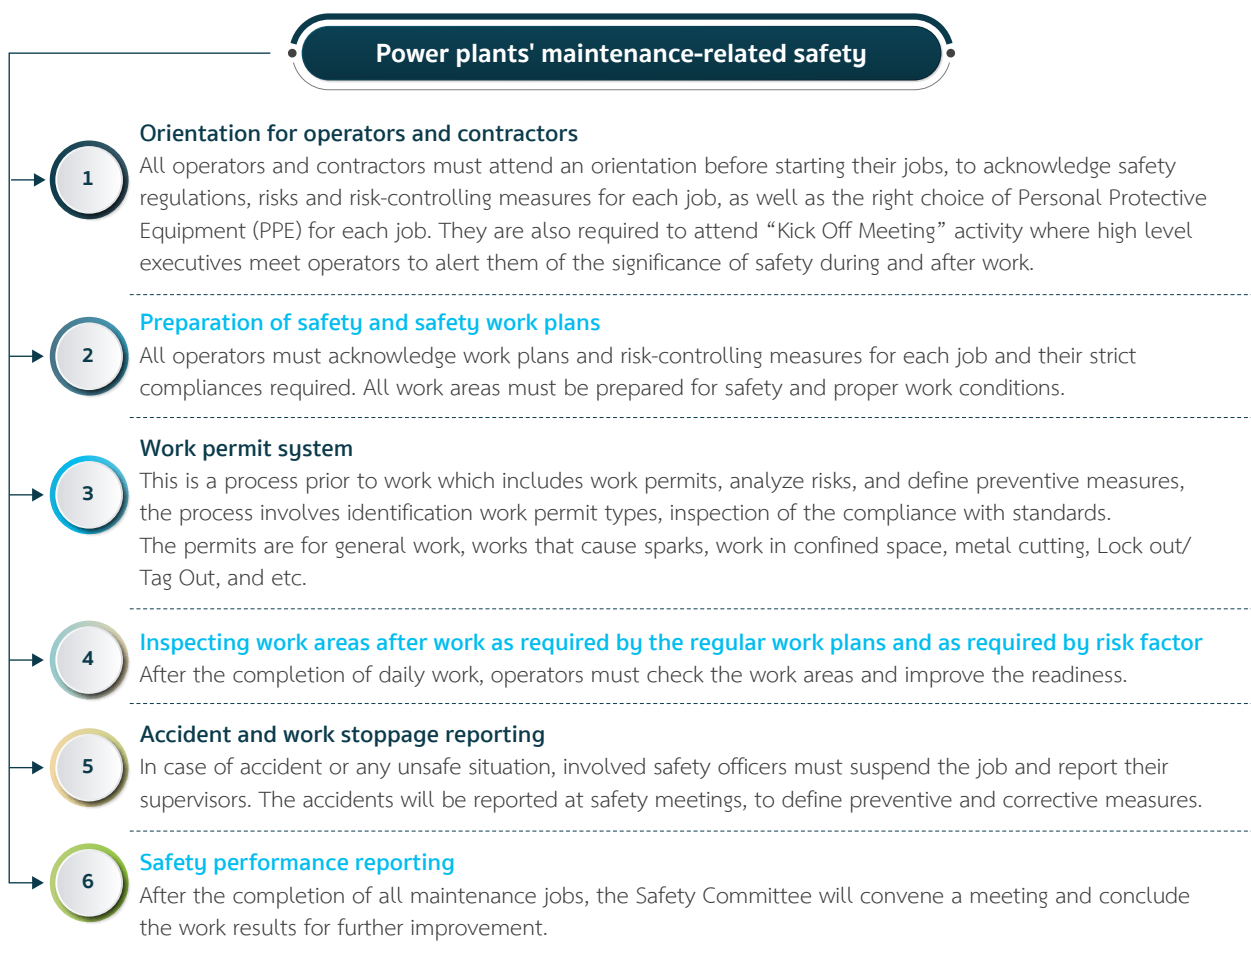 Power plants' maintenance-related safety
1
Orientation for operators and contractors
All operators and contractors must attend an orientation before starting their jobs, to acknowledge safety
regulations, risks and risk-controlling measures for each job, as well as the right choice of Personal Protective
Equipment (PPE) for each job. They are also required to attend “Kick Off Meeting” activity where high level
executives meet operators to alert them of the significance of safety during and after work.
2
Preparation of safety and safety work plans
All operators must acknowledge work plans and risk-controlling measures for each job and their strict
compliances required. All work areas must be prepared for safety and proper work conditions.
3
Work permit system
This is a process prior to work which includes work permits, analyze risks, and define preventive measures,
the process involves identification work permit types, inspection of the compliance with standards.
The permits are for general work, works that cause sparks, work in confined space, metal cutting, Lock out/
Tag Out, and etc.
4
Inspecting work areas after work as required by the regular work plans and as required by risk factor
After the completion of daily work, operators must check the work areas and improve the readiness.
5
Accident and work stoppage reporting
In case of accident or any unsafe situation, involved safety officers must suspend the job and report their
supervisors. The accidents will be reported at safety meetings, to define preventive and corrective measures.
6
Safety performance reporting
After the completion of all maintenance jobs, the Safety Committee will convene a meeting and conclude
the work results for further improvement.